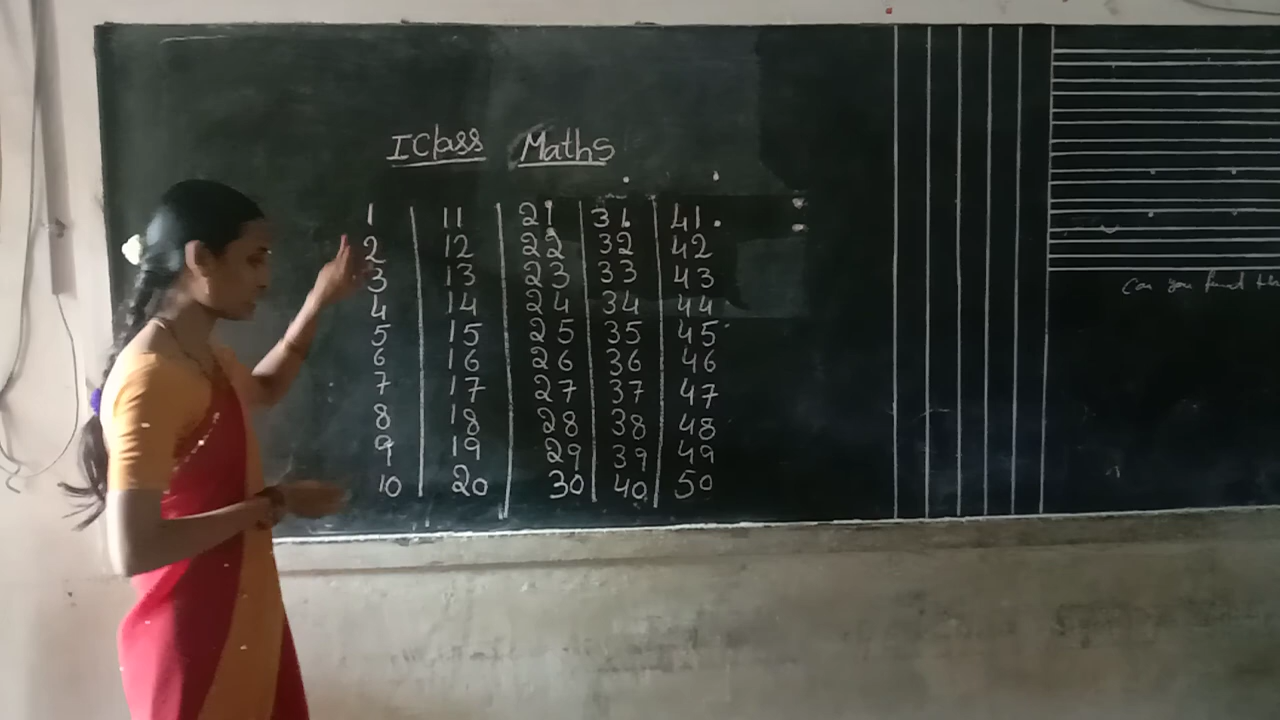 I Class Maths
1 11 21 31 41.
2 12 22 32 42
3 13 23 33 43
4 14 24 34 44
5 15 25 35 45
6 16 26 36 46
7 17 27 37 47
8 18 28 38 48
9 19 29 39 49
10 20 30 40 50
Can you